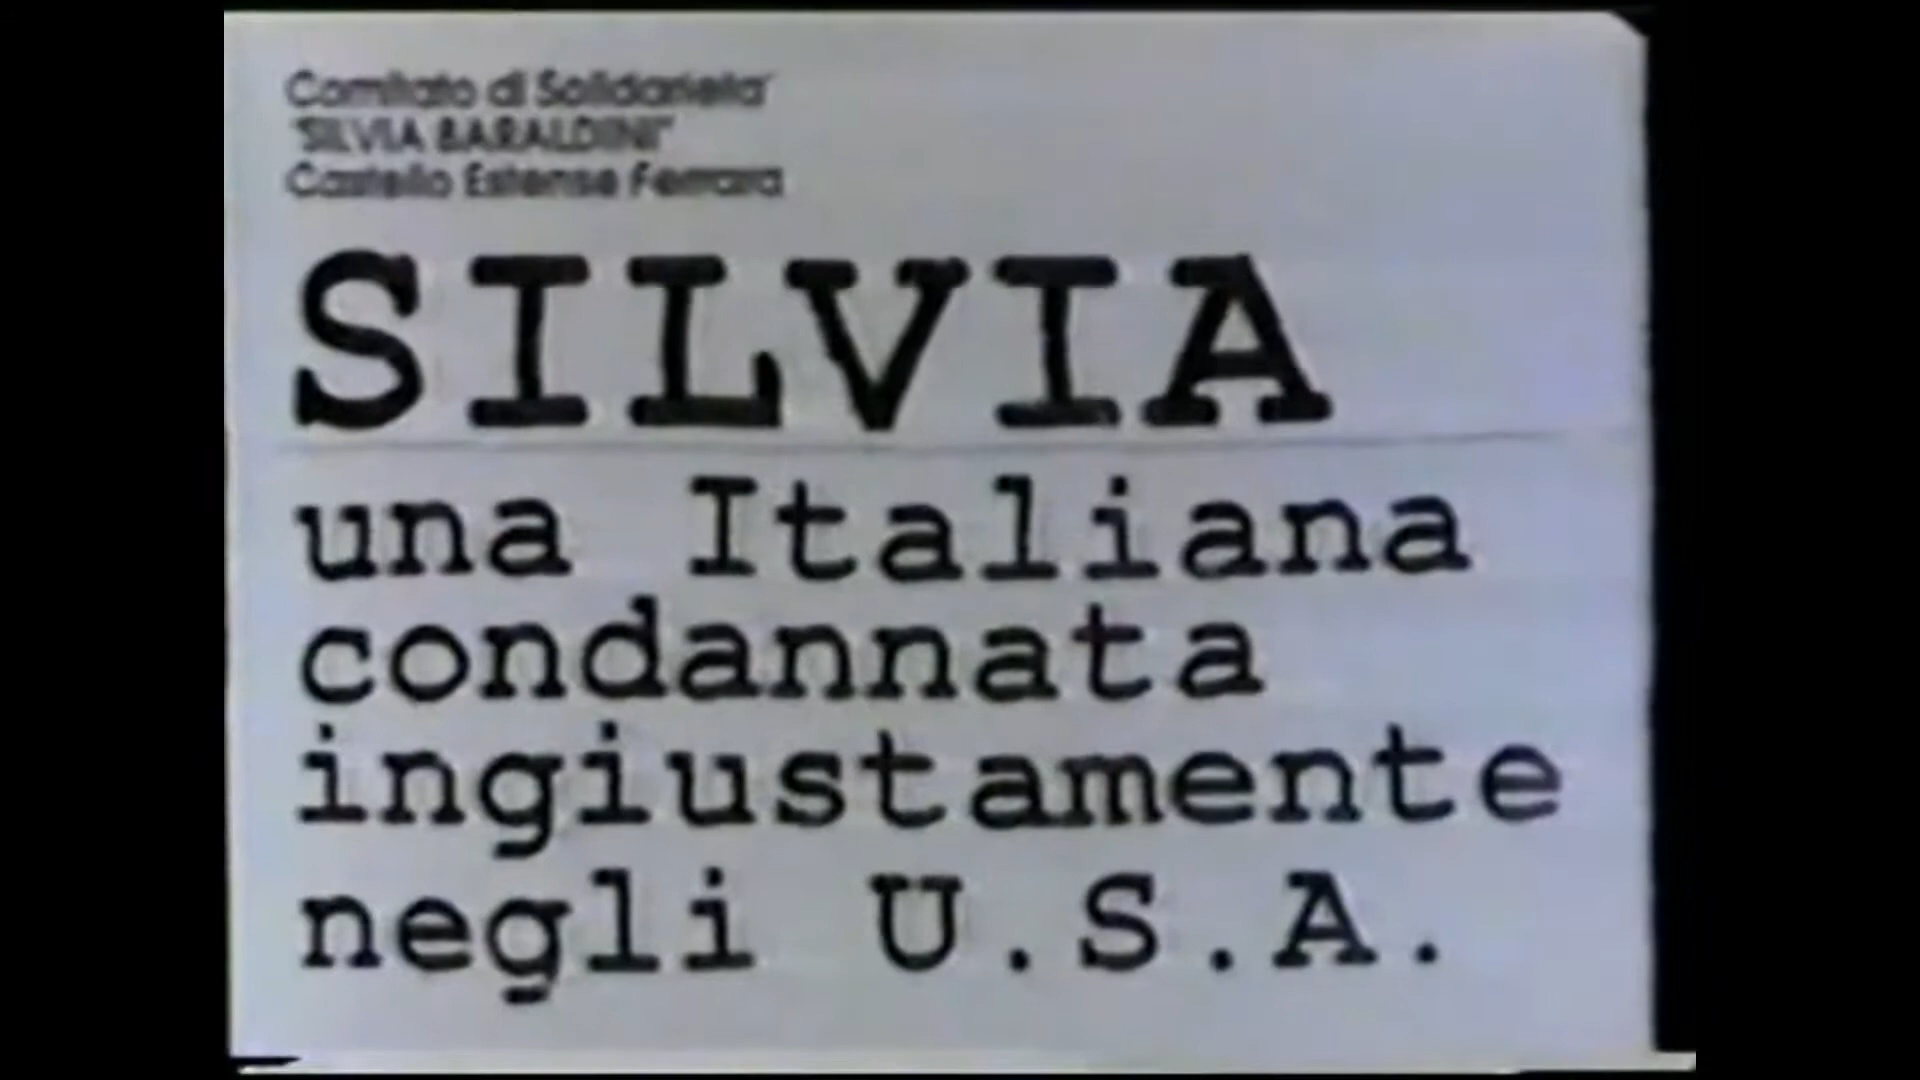 Comitato di Solidarieta'
"SILVIA BARALDINI"
Castello Estense Ferrara
SILVIA
una Italiana
condannata
ingiustamente
negli U.S.A.